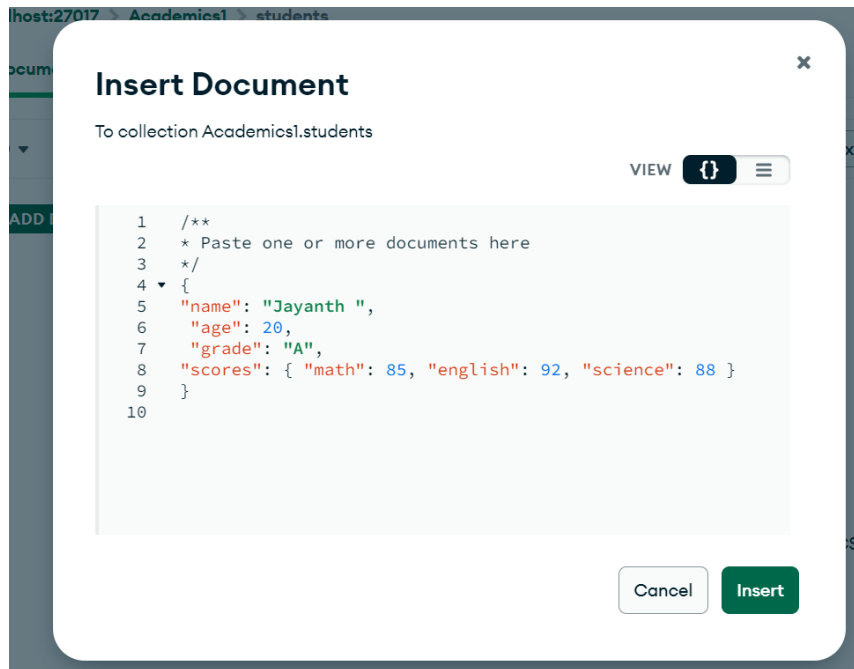 lhost:27017 > Academics1 > students
ocum
Insert Document
To collection Academics1.students
VIEW {}
ADD
1 /**
2 * Paste one or more documents here
3 */
4 {
5 "name": "Jayanth ",
6 "age": 20,
7 "grade": "A",
8 "scores": { "math": 85, "english": 92, "science": 88 }
9 }
10
Cancel Insert